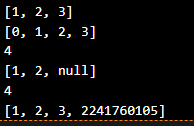 [1, 2, 3]
[0, 1, 2, 3]
4
[1, 2, null]
4
[1, 2, 3, 2241760105]